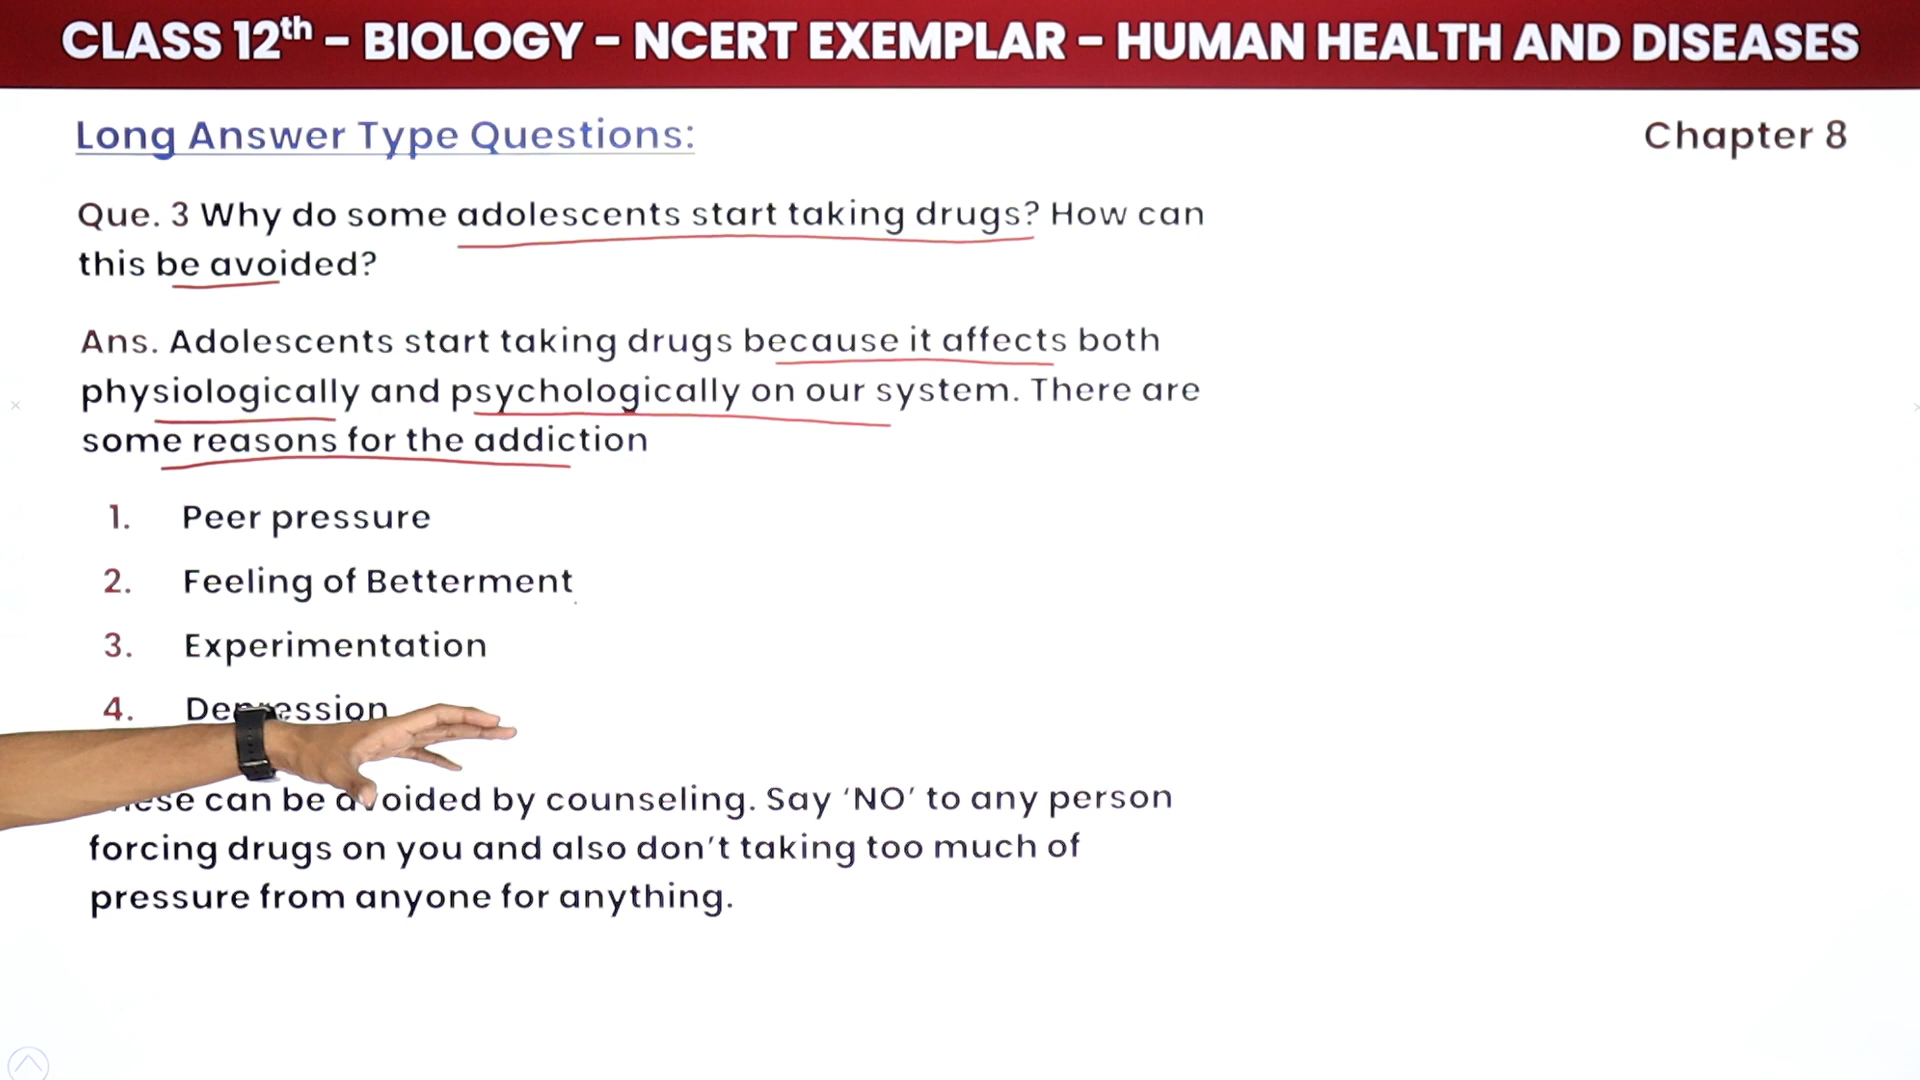 CLASS 12th – BIOLOGY – NCERT EXEMPLAR – HUMAN HEALTH AND DISEASES
Long Answer Type Questions:
Chapter 8
Que. 3 Why do some adolescents start taking drugs? How can
this be avoided?
Ans. Adolescents start taking drugs because it affects both
physiologically and psychologically on our system. There are
some reasons for the addiction
1. Peer pressure
2. Feeling of Betterment
3. Experimentation
4. Depression
can be avoided by counseling. Say ‘NO’ to any person
forcing drugs on you and also don’t taking too much of
pressure from anyone for anything.